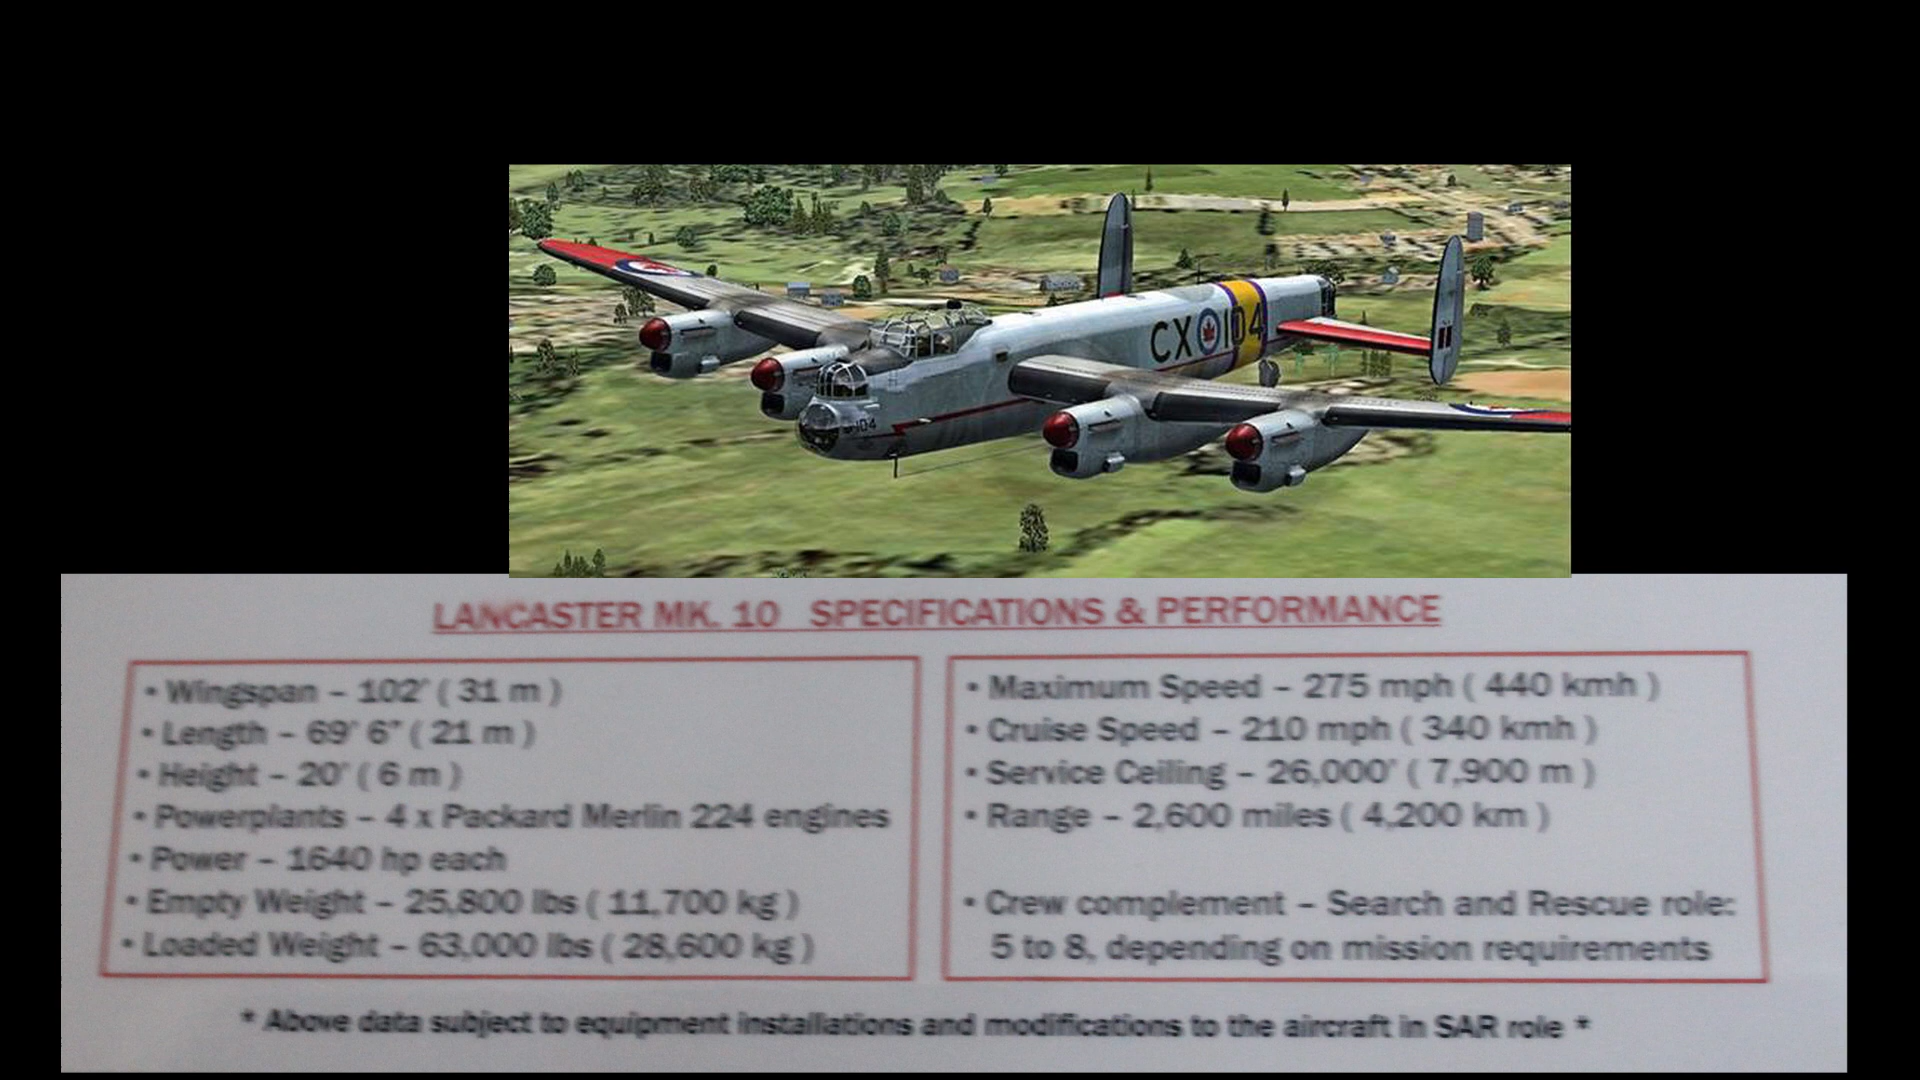 CX 104
104
LANCASTER MK. 10 SPECIFICATIONS & PERFORMANCE
• Wingspan – 102' ( 31 m )
• Length – 69' 6" ( 21 m )
• Height – 20' ( 6 m )
• Powerplants – 4 x Packard Merlin 224 engines
• Power – 1640 hp each
• Empty Weight – 25,800 lbs ( 11,700 kg )
• Loaded Weight – 63,000 lbs ( 28,600 kg )
• Maximum Speed – 275 mph ( 440 kmh )
• Cruise Speed – 210 mph ( 340 kmh )
• Service Ceiling – 26,000' ( 7,900 m )
• Range – 2,600 miles ( 4,200 km )
• Crew complement – Search and Rescue role:
5 to 8, depending on mission requirements
* Above data subject to equipment installations and modifications to the aircraft in SAR role *